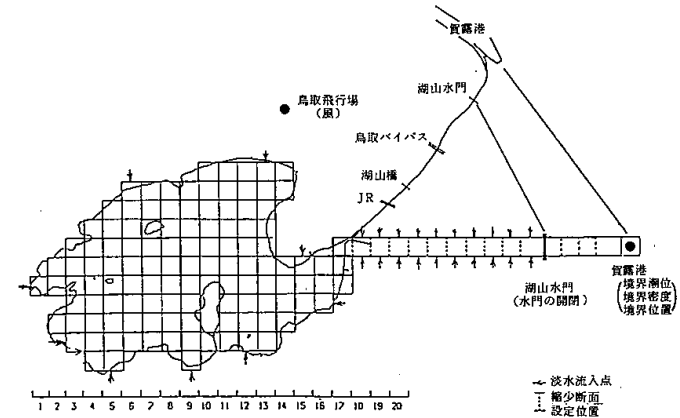 賀露港
湖山水門
鳥取飛行場
(風)
鳥取バイパス
湖山橋
JR
湖山水門
(水門の開閉)
賀露港
境界潮位
境界密度
境界位置
淡水流入点
縮少断面
設定位置
1 2 3 4 5 6 7 8 9 10 11 12 13 14 15 16 17 18 19 20